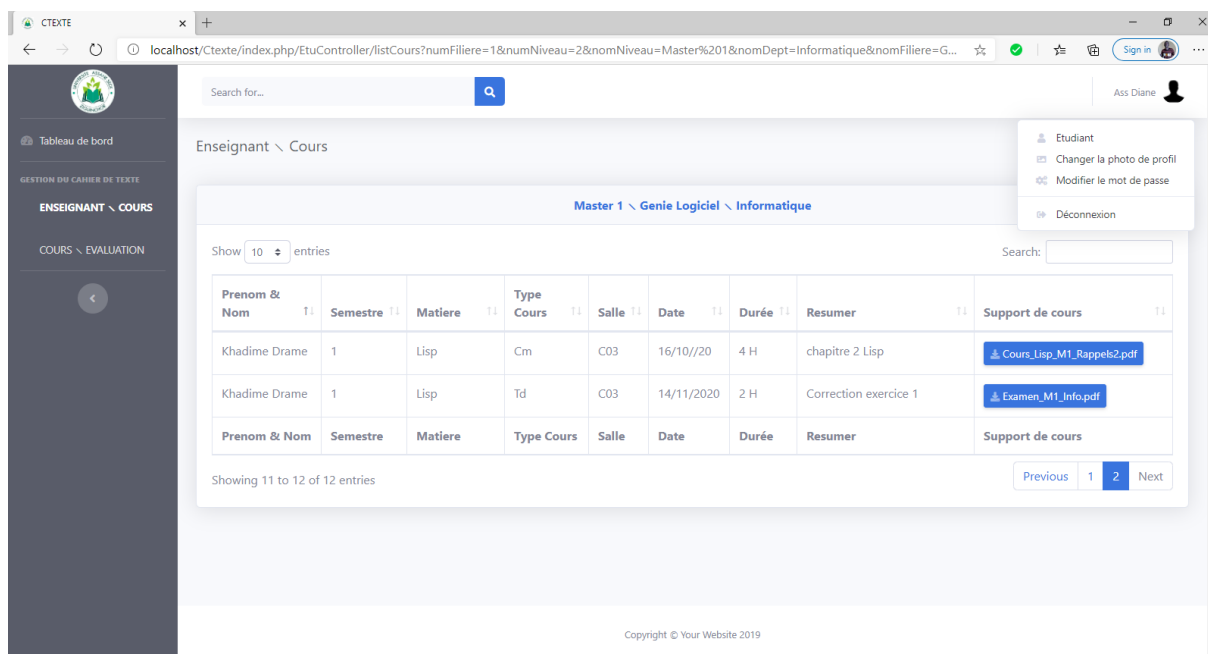 CTEXTE
localhost/Ctexte/index.php/EtuController/listCours?numFiliere=1&numNiveau=2&nomNiveau=Master%201&nomDept=Informatique&nomFiliere=G...
Sign in
Search for...
Ass Diane
Tableau de bord
GESTION DU CAHIER DE TEXTE
ENSEIGNANT \ COURS
COURS \ EVALUATION
Enseignant \ Cours
Etudiant
Changer la photo de profil
Modifier le mot de passe
Déconnexion
Master 1 \ Genie Logiciel \ Informatique
Show 10 entries
Search:
Prenom & Nom Semestre Matiere Type Cours Salle Date Durée Resumer Support de cours
Khadime Drame 1 Lisp Cm C03 16/10//20 4 H chapitre 2 Lisp Cours_Lisp_M1_Rappels2.pdf
Khadime Drame 1 Lisp Td C03 14/11/2020 2 H Correction exercice 1 Examen_M1_Info.pdf
Prenom & Nom Semestre Matiere Type Cours Salle Date Durée Resumer Support de cours
Showing 11 to 12 of 12 entries
Previous 1 2 Next
Copyright © Your Website 2019